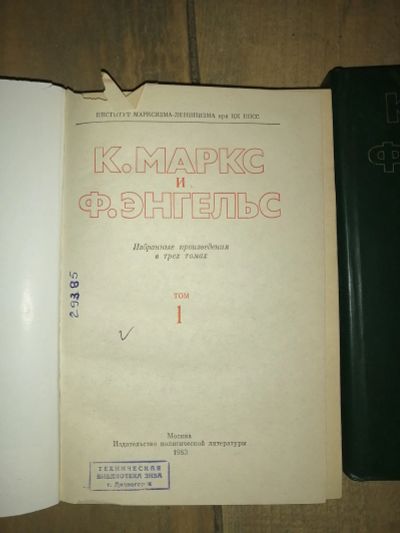 ИНСТИТУТ МАРКСИЗМА-ЛЕНИНИЗМА при ЦК КПСС
К. МАРКС
И
Ф. ЭНГЕЛЬС
Избранные произведения
в трех томах
ТОМ
1
29385
Москва
Издательство политической литературы
1983
ТЕХНИЧЕСКАЯ
БИБЛИОТЕКА
г.
К
Ф